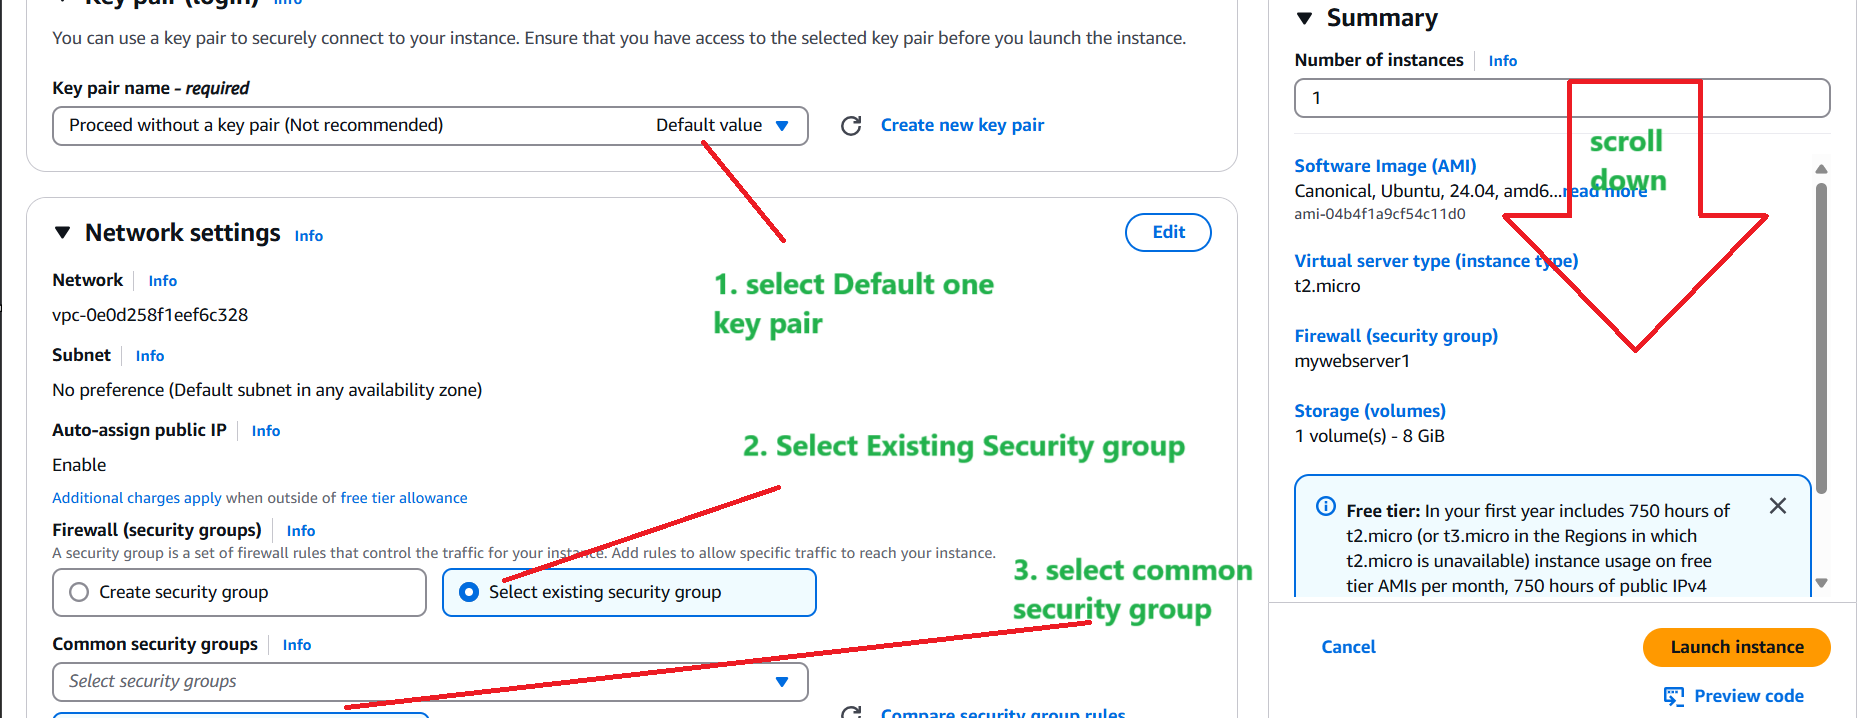 Key pair (login) Info
You can use a key pair to securely connect to your instance. Ensure that you have access to the selected key pair before you launch the instance.
Key pair name - required
Proceed without a key pair (Not recommended) Default value
Create new key pair
Network settings Info
Edit
Network Info
vpc-0e0d258f1eef6c328
Subnet Info
No preference (Default subnet in any availability zone)
Auto-assign public IP Info
Enable
Additional charges apply when outside of free tier allowance
Firewall (security groups) Info
A security group is a set of firewall rules that control the traffic for your instance. Add rules to allow specific traffic to reach your instance.
Create security group
Select existing security group
Common security groups Info
Select security groups
Compare security group rules
1. select Default one
key pair
2. Select Existing Security group
3. select common
security group
Summary
Number of instances Info
1
scroll
down
Software Image (AMI)
Canonical, Ubuntu, 24.04, amd6...read more
ami-04b4f1a9cf54c11d0
Virtual server type (instance type)
t2.micro
Firewall (security group)
mywebserver1
Storage (volumes)
1 volume(s) - 8 GiB
Free tier: In your first year includes 750 hours of
t2.micro (or t3.micro in the Regions in which
t2.micro is unavailable) instance usage on free
tier AMIs per month, 750 hours of public IPv4
Cancel
Launch instance
Preview code